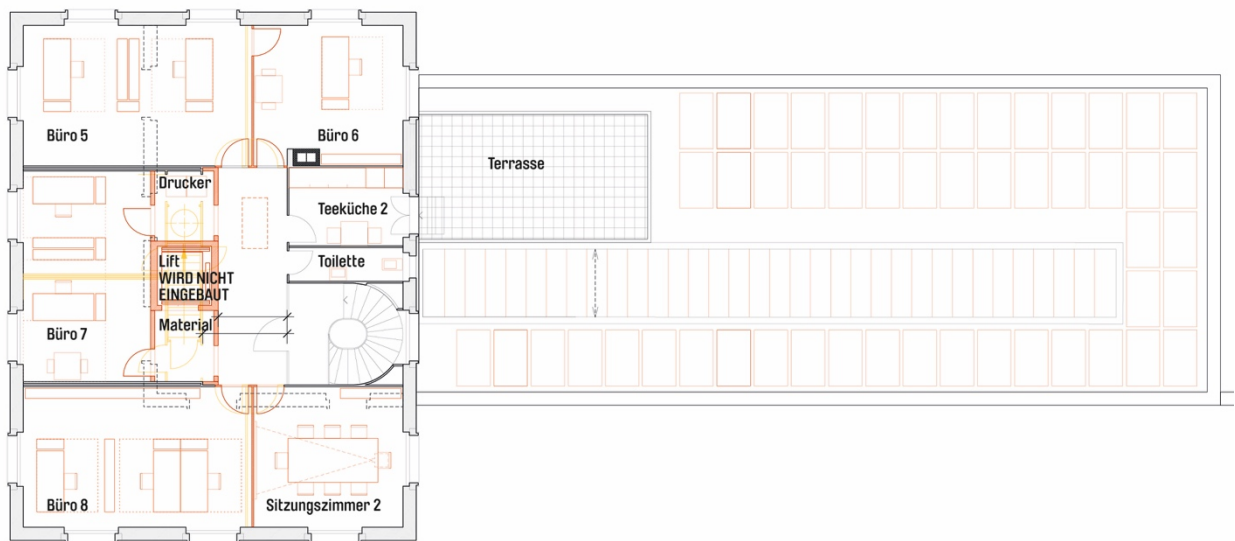 Büro 5
Büro 6
Terrasse
Drucker
Teeküche 2
Lift
WIRD NICHT
EINGEBAUT
Toilette
Material
Büro 7
Büro 8
Sitzungszimmer 2